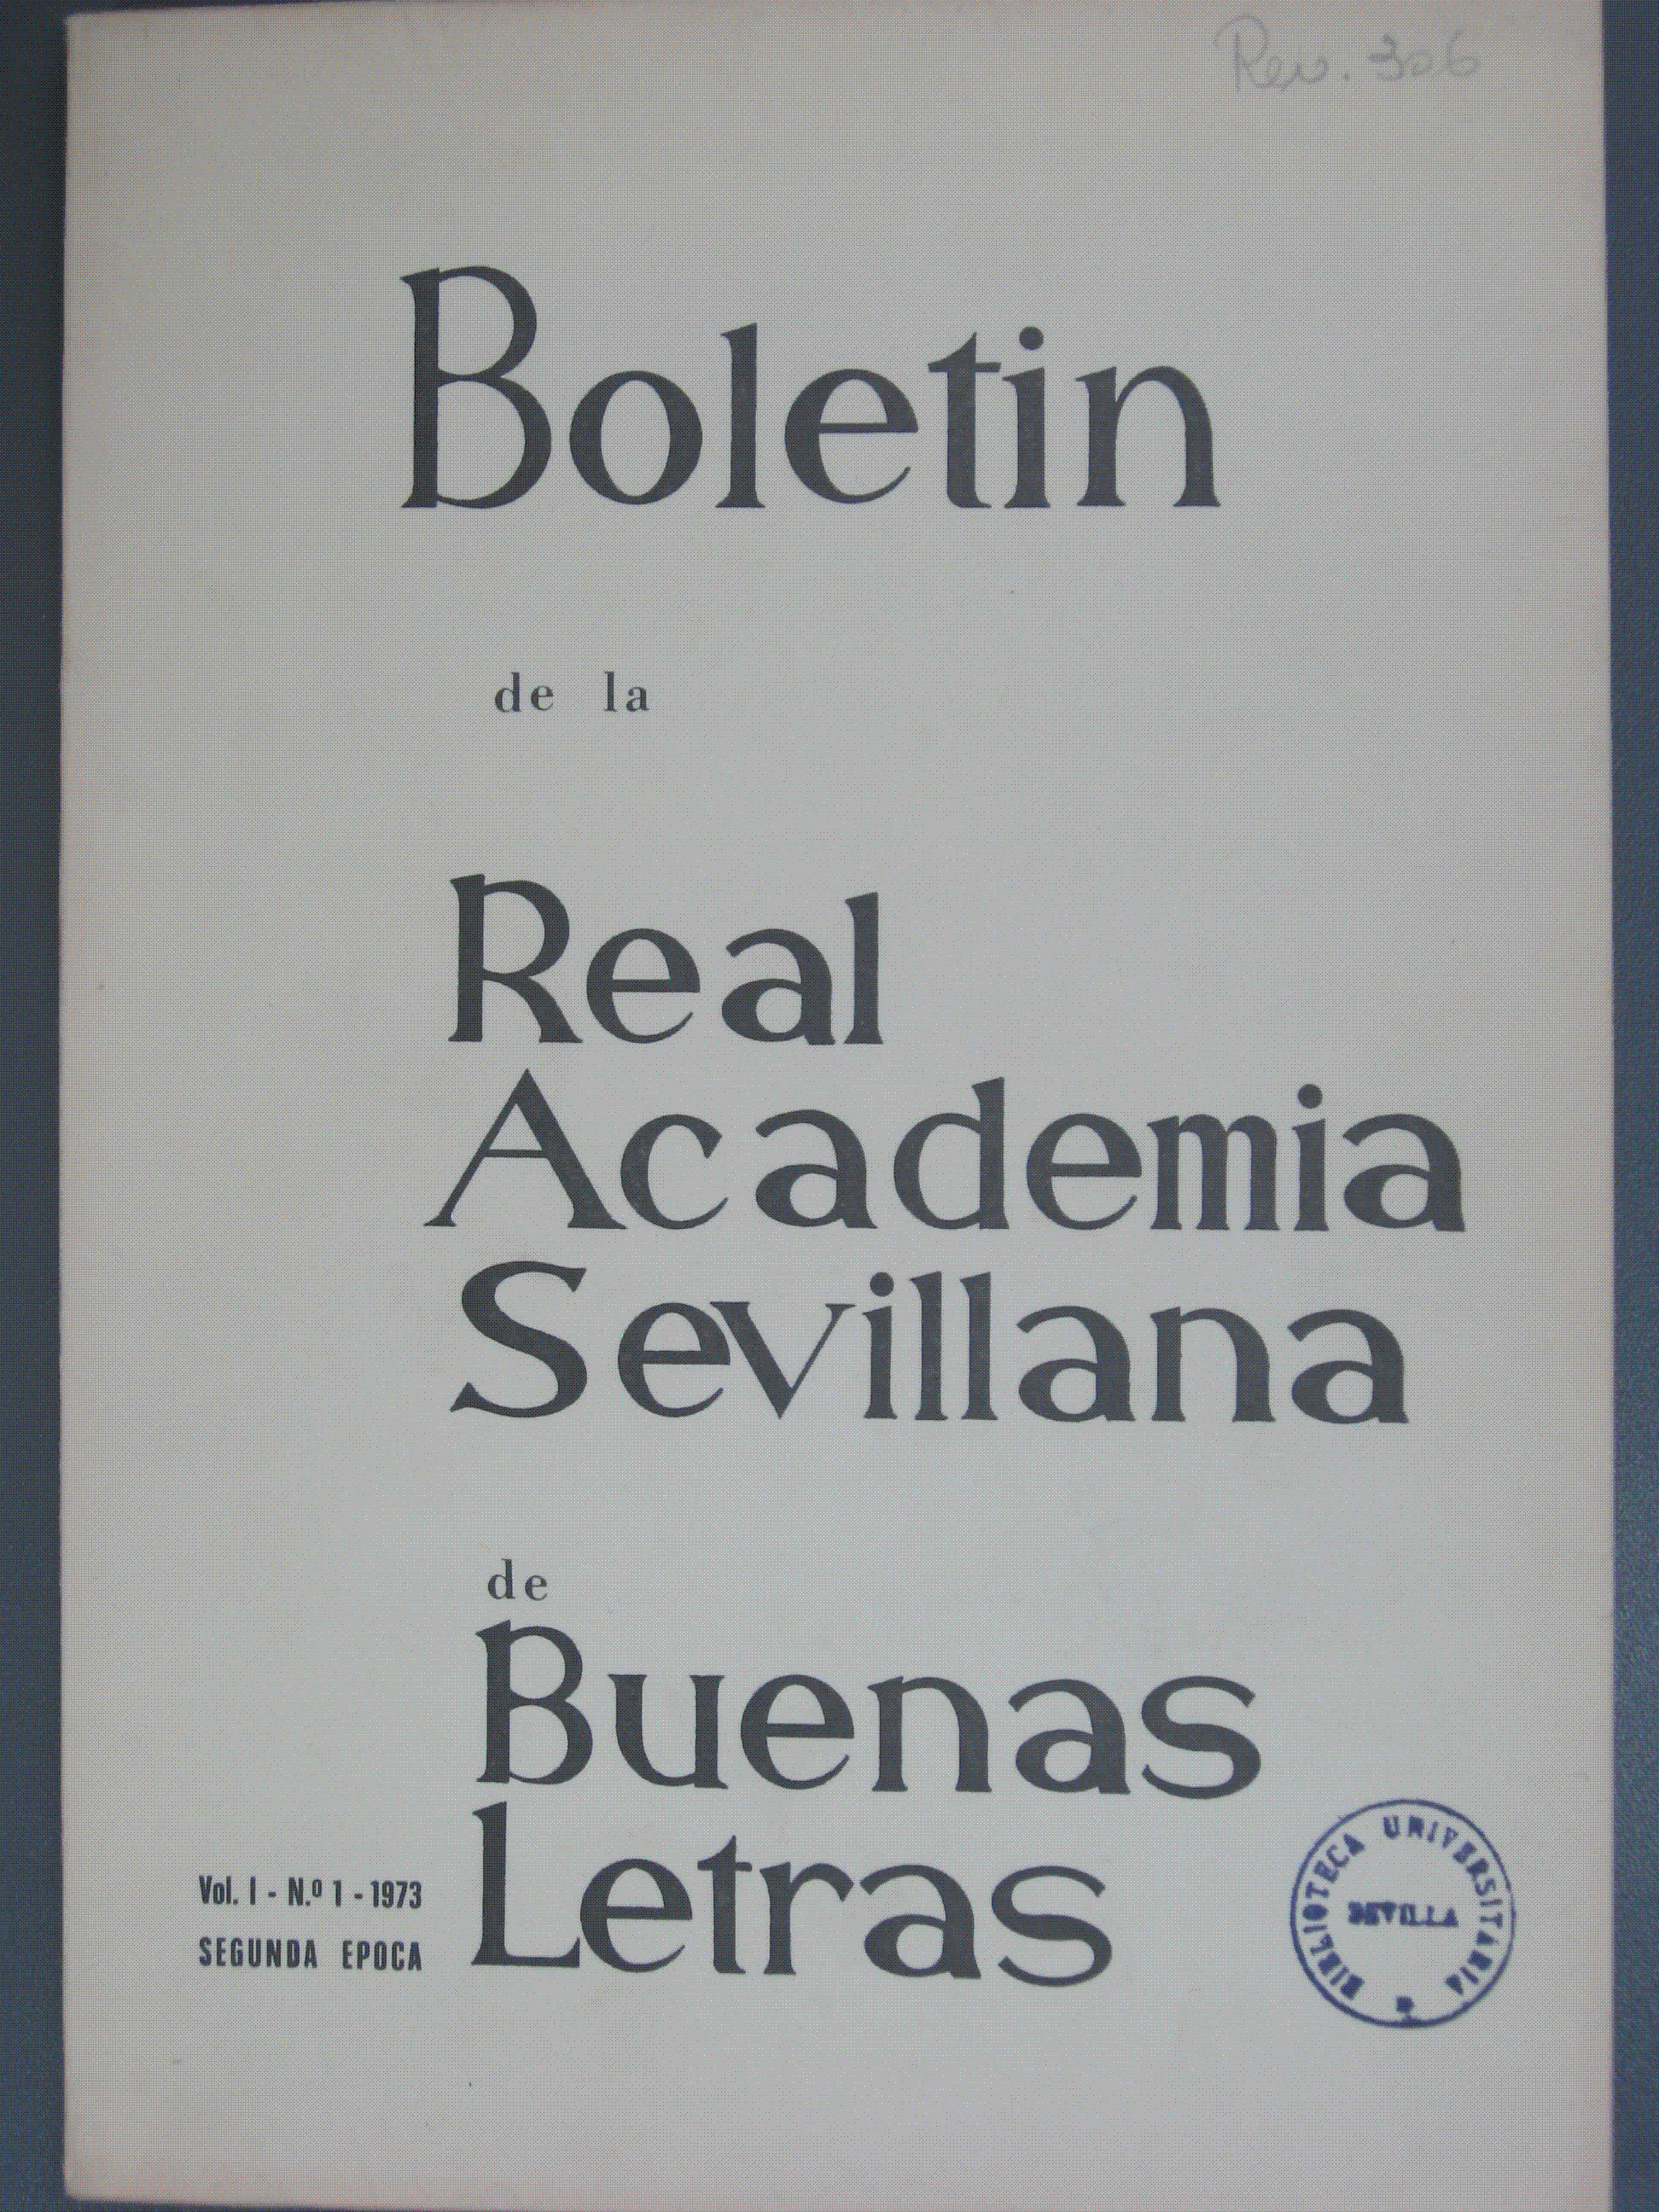 Rev. 306
Boletin
de la
Real
Academia
Sevillana
de
Buenas
Letras
Vol. I - N.º 1 - 1973
SEGUNDA EPOCA
BIBLIOTECA UNIVERSITARIA
SEVILLA